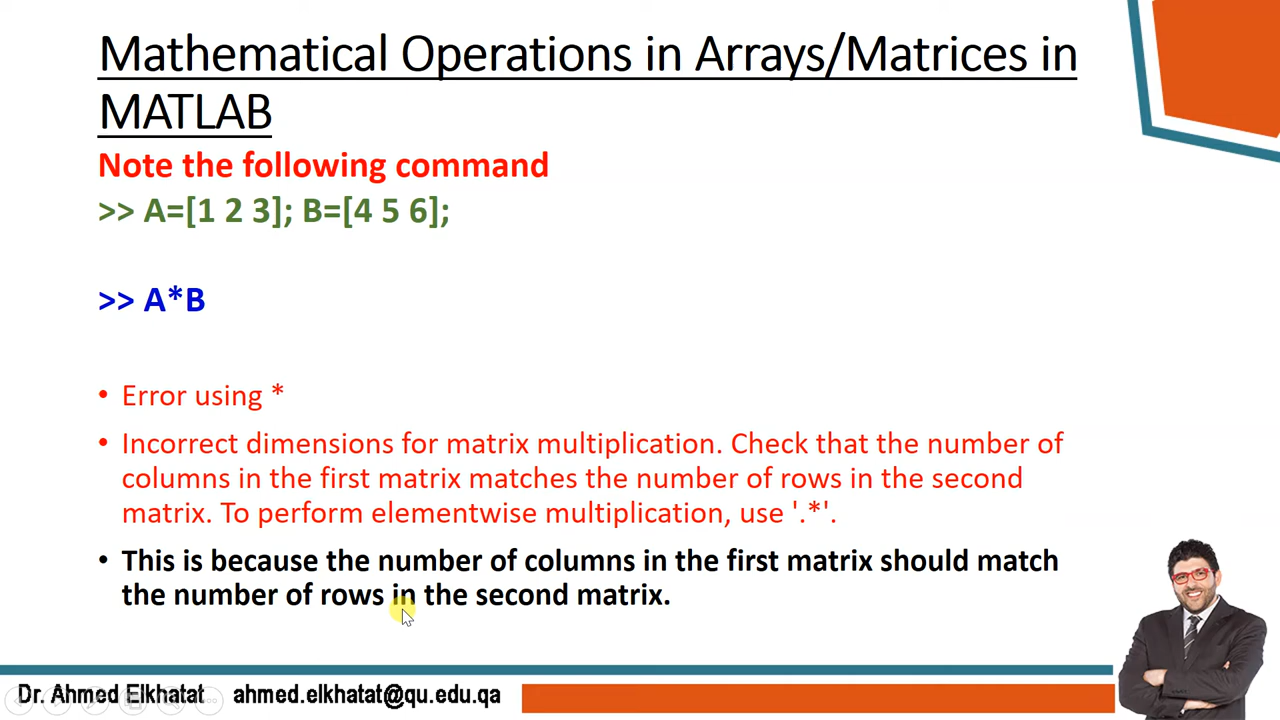 Mathematical Operations in Arrays/Matrices in
MATLAB
Note the following command
>> A=[1 2 3]; B=[4 5 6];
>> A*B
• Error using *
• Incorrect dimensions for matrix multiplication. Check that the number of
columns in the first matrix matches the number of rows in the second
matrix. To perform elementwise multiplication, use '.*'.
• This is because the number of columns in the first matrix should match
the number of rows in the second matrix.
Dr. Ahmed Elkhatat ahmed.elkhatat@qu.edu.qa